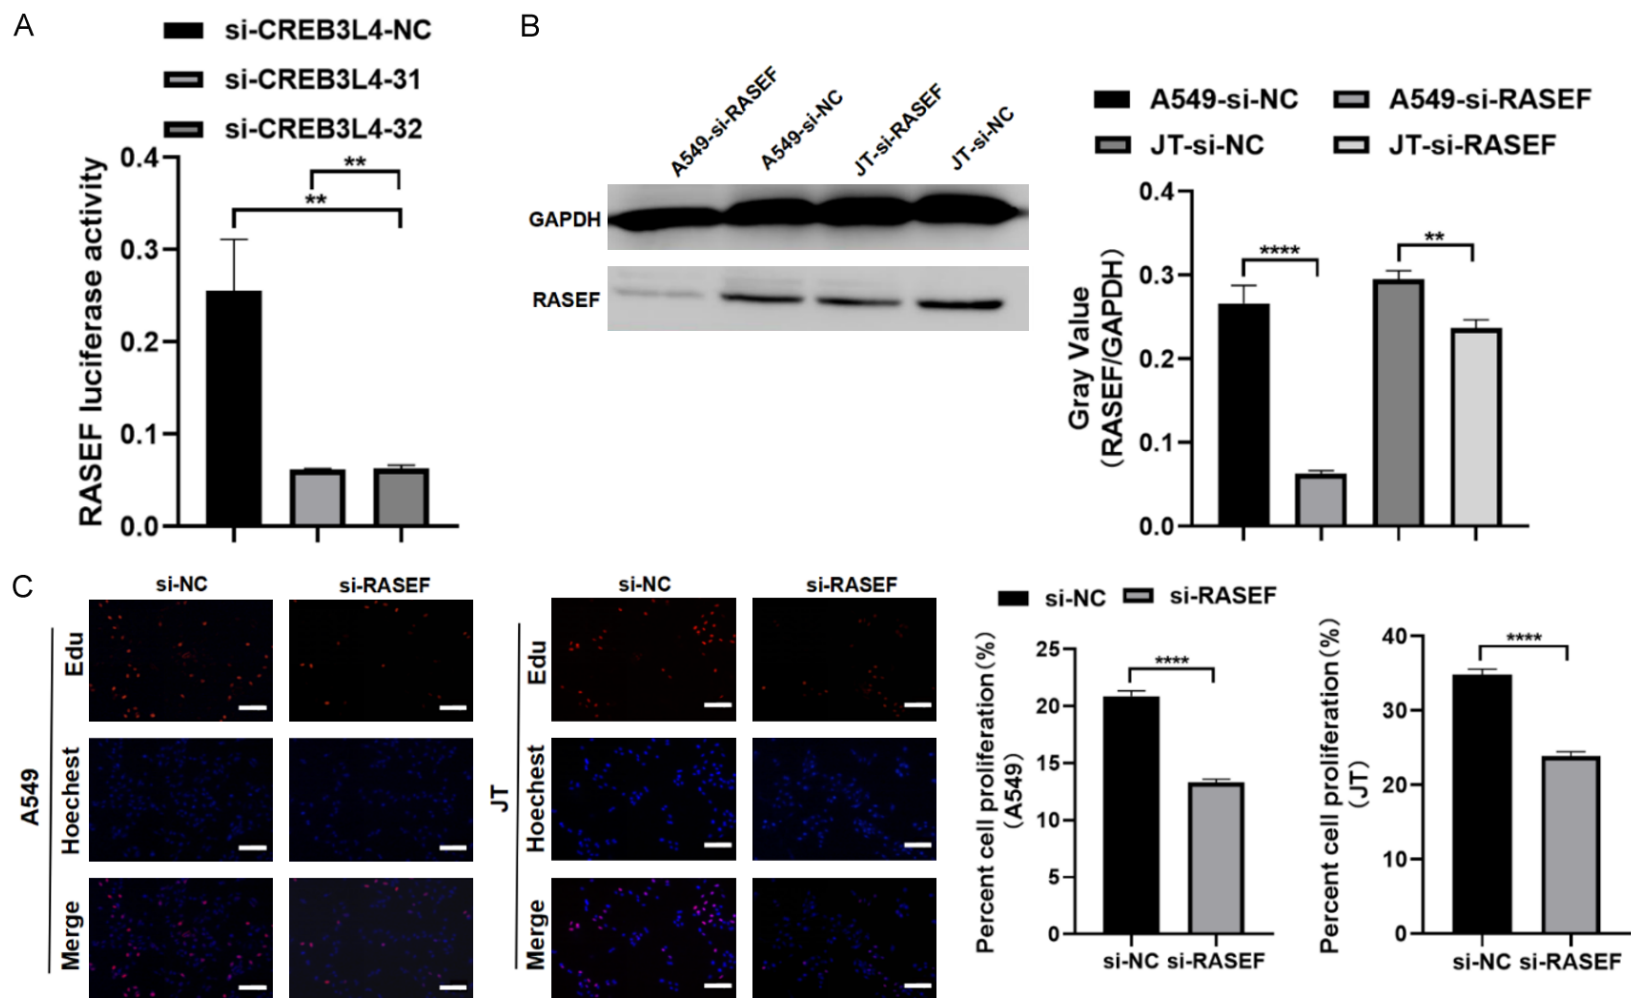 A
si-CREB3L4-NC
si-CREB3L4-31
si-CREB3L4-32
RASEF luciferase activity
0.4
0.3
0.2
0.1
0.0
**
**
B
A549-si-RASEF
A549-si-NC
JT-si-RASEF
JT-si-NC
GAPDH
RASEF
A549-si-NC
A549-si-RASEF
JT-si-NC
JT-si-RASEF
Gray Value
(RASEF/GAPDH)
0.4
0.3
0.2
0.1
0.0
****
**
C
si-NC
si-RASEF
A549
Edu
Hoechest
Merge
si-NC
si-RASEF
JT
Edu
Hoechest
Merge
si-NC
si-RASEF
Percent cell proliferation(%)
(A549)
25
20
15
10
5
0
****
si-NC
si-RASEF
Percent cell proliferation(%)
(JT)
40
30
20
10
0
****
si-NC
si-RASEF